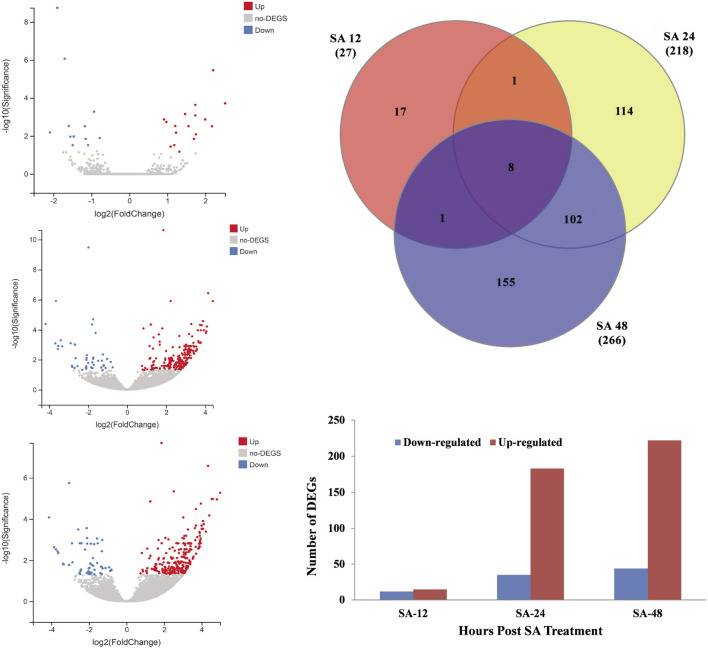 Up
no-DEGS
Down
8
6
4
2
0
-2
-1
0
1
2
-log10(Significance)
log2(FoldChange)
Up
no-DEGS
Down
10
8
6
4
2
0
-4
-2
0
2
4
-log10(Significance)
log2(FoldChange)
Up
no-DEGS
Down
6
4
2
0
-4
-2
0
2
4
-log10(Significance)
log2(FoldChange)
SA 12
(27)
SA 24
(218)
17
1
114
8
1
102
155
SA 48
(266)
250
200
150
100
50
0
Number of DEGs
Down-regulated
Up-regulated
SA-12
SA-24
SA-48
Hours Post SA Treatment